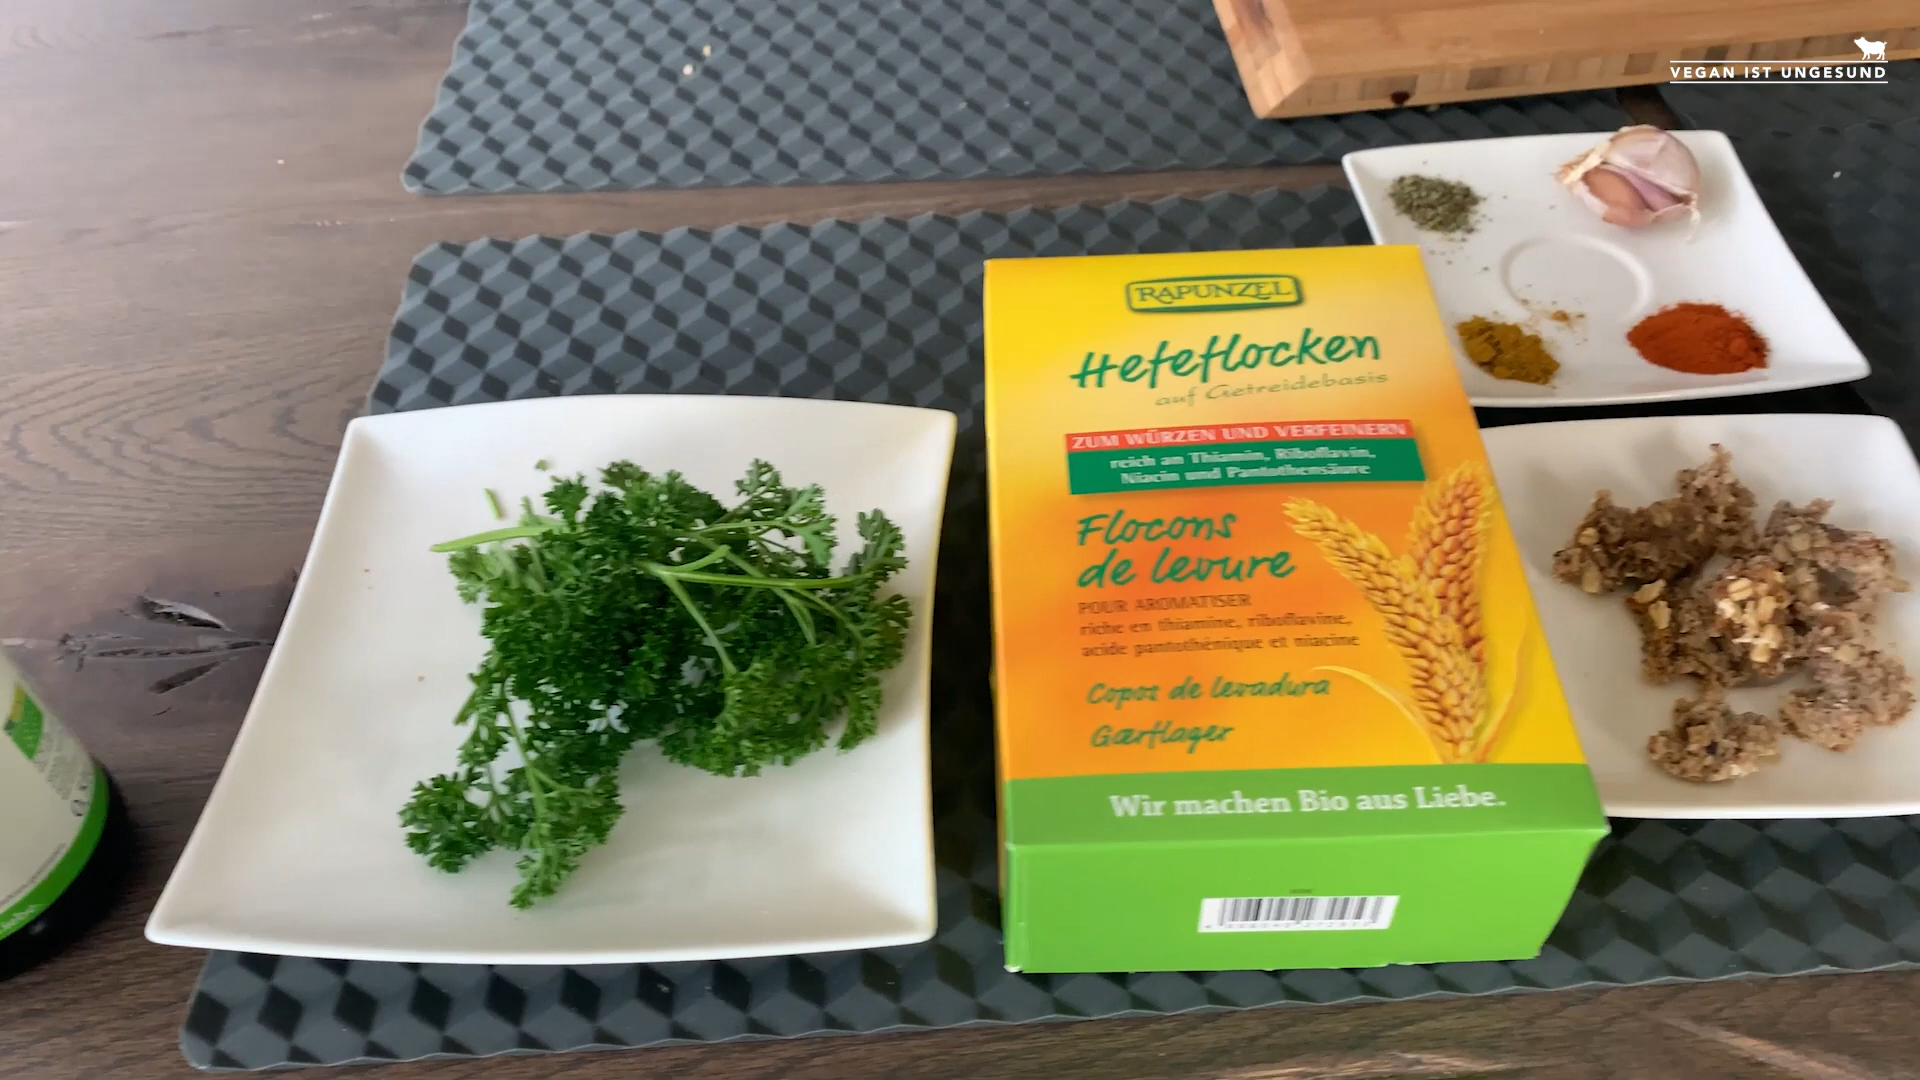 VEGAN IST UNGESUND
RAPUNZEL
Hefeflocken
auf Getreidebasis
ZUM WÜRZEN UND VERFEINERN
reich an Thiamin, Riboflavin,
Niacin und Pantothensäure
Flocons
de levure
POUR AROMATISER
riche en thiamine, riboflavine,
acide pantothénique et niacine
Copos de levadura
Gærflager
Wir machen Bio aus Liebe.